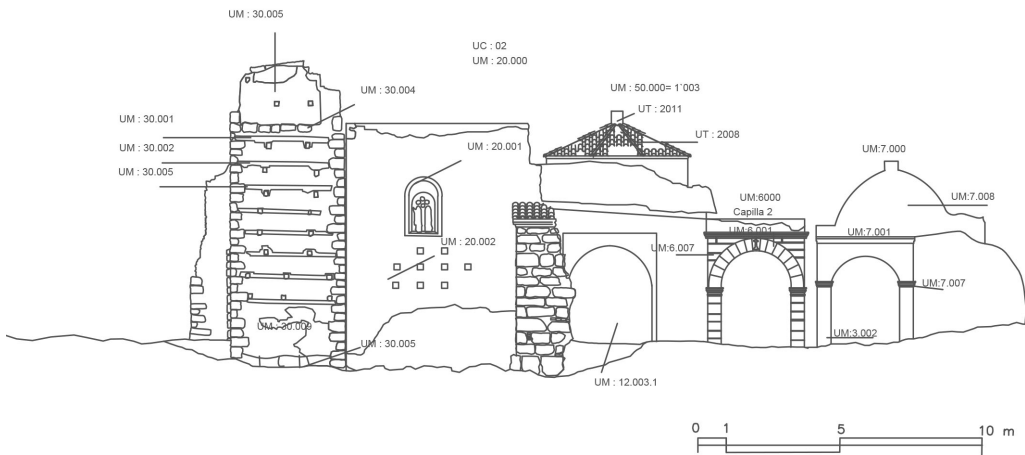 UM : 30.005
UC : 02
UM : 20.000
UM : 30.004
UM : 50.000= 1`003
UT : 2011
UM : 30.001
UT : 2008
UM : 30.002
UM : 20.001
UM : 30.005
UM:7.000
UM:6000
Capilla 2
UM:7.008
UM:6.001
UM:7.001
UM : 20.002
UM:6.007
UM:7.007
UM : 30.009
UM:3.002
UM : 30.005
UM : 12.003.1
0 1 5 10 m